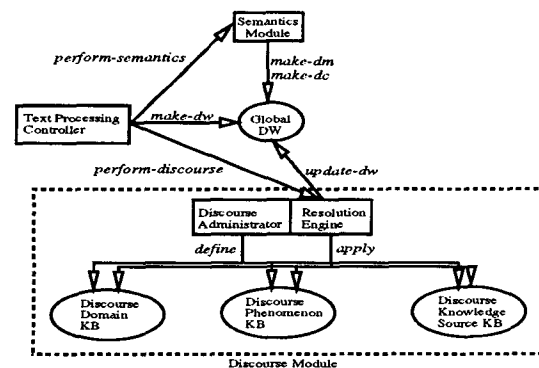 Semantics
Module
perform-semantics
make-dm
make-dc
Text Processing
Controller
make-dw
Global
DW
perform-discourse
update-dw
Discourse
Administrator
Resolution
Engine
define
apply
Discourse
Domain
KB
Discourse
Phenomenon
KB
Discourse
Knowledge
Source KB
Discourse Module